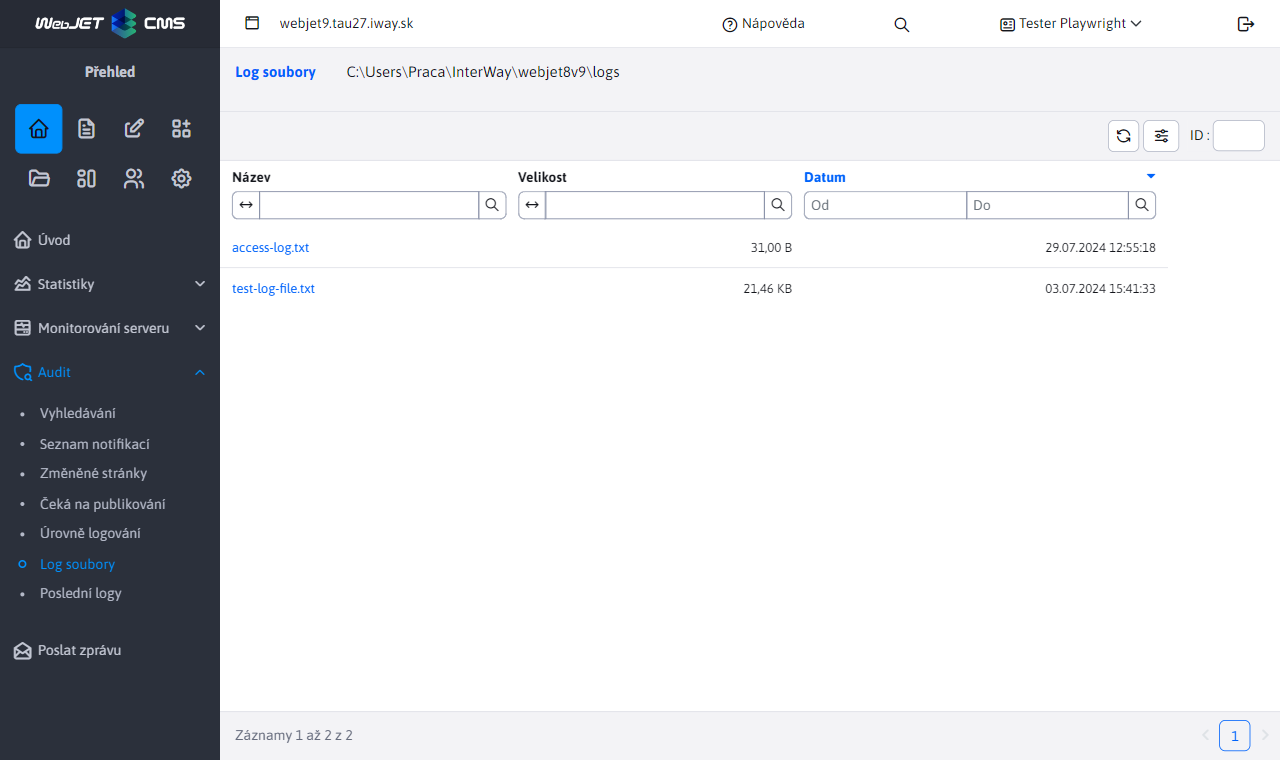 WebJET CMS
webjet9.tau27.iway.sk
Nápověda
Tester Playwright
Přehled
Úvod
Statistiky
Monitorování serveru
Audit
Vyhledávání
Seznam notifikací
Změněné stránky
Čeká na publikování
Úrovně logování
Log soubory
Poslední logy
Poslat zprávu
Log soubory C:\Users\Praca\InterWay\webjet8v9\logs
ID :
Název Velikost Datum
Od Do
access-log.txt 31,00 B 29.07.2024 12:55:18
test-log-file.txt 21,46 KB 03.07.2024 15:41:33
Záznamy 1 až 2 z 2
1